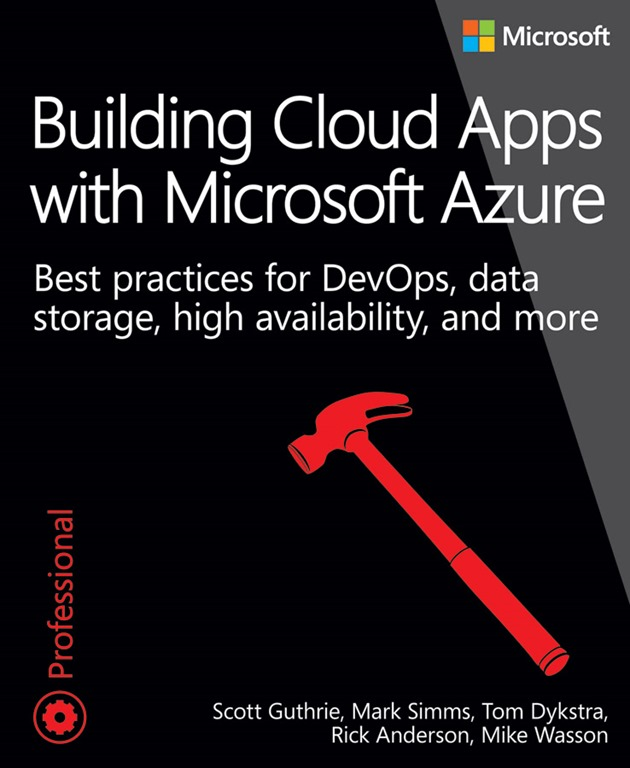 Microsoft
Building Cloud Apps
with Microsoft Azure
Best practices for DevOps, data
storage, high availability, and more
Professional
Scott Guthrie, Mark Simms, Tom Dykstra,
Rick Anderson, Mike Wasson